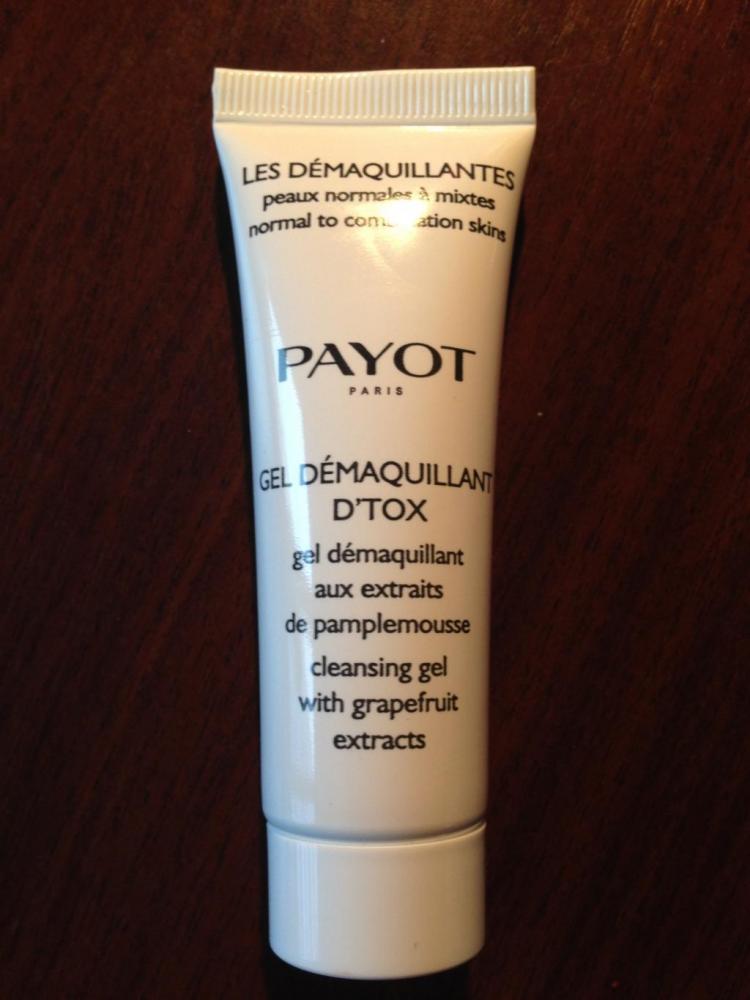 LES DÉMAQUILLANTES
peaux normales à mixtes
normal to combination skins
PAYOT
PARIS
GEL DÉMAQUILLANT
D'TOX
gel démaquillant
aux extraits
de pamplemousse
cleansing gel
with grapefruit
extracts